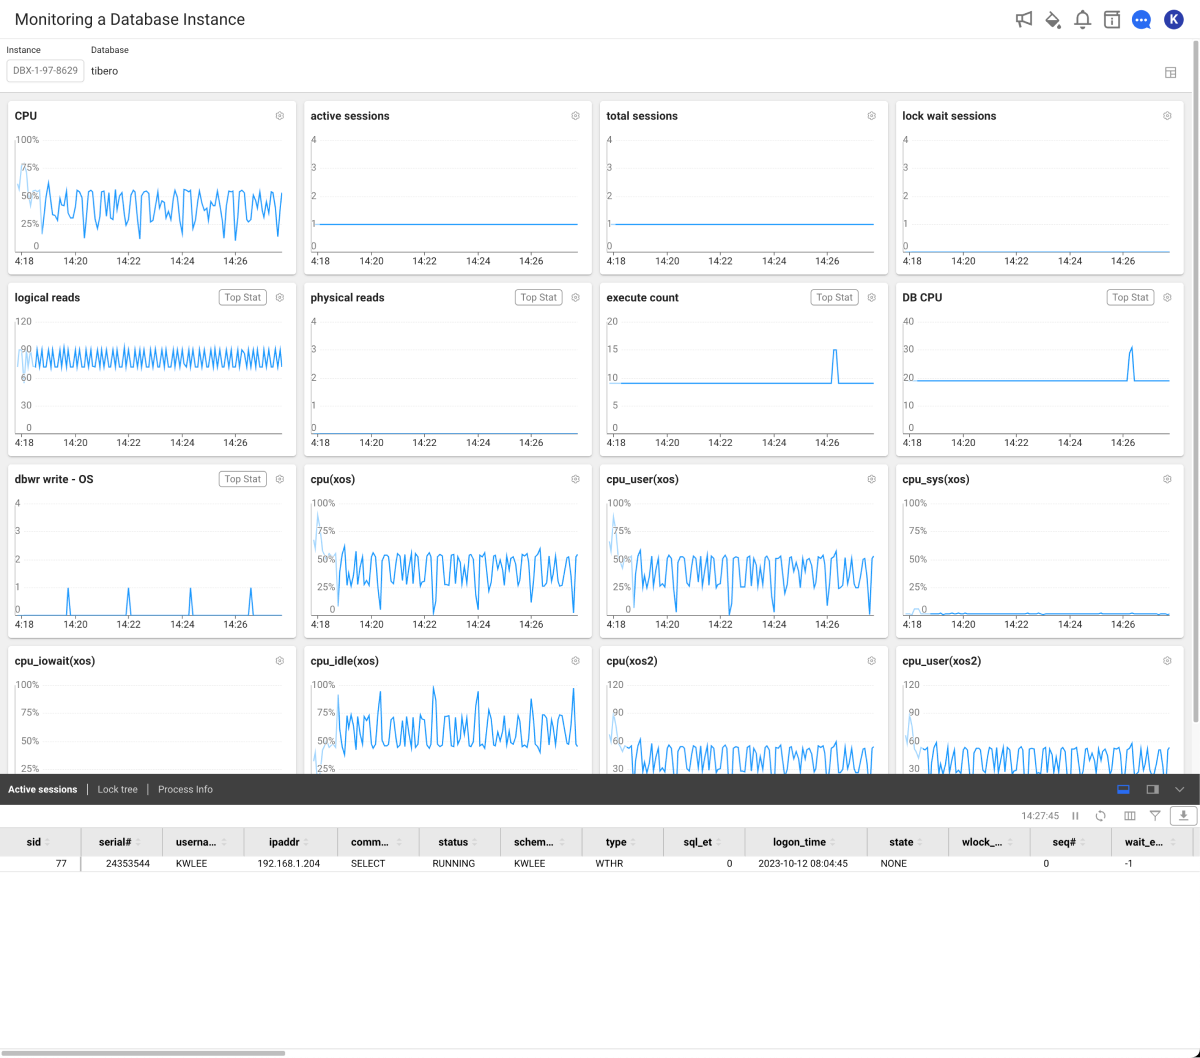 Monitoring a Database Instance
K
Instance Database
DBX-1-97-8629 tibero
CPU active sessions total sessions lock wait sessions
100% 4 4 4
75% 3 3 3
50% 2 2 2
25% 1 1 1
0 0 0 0
4:18 14:20 14:22 14:24 14:26 4:18 14:20 14:22 14:24 14:26 4:18 14:20 14:22 14:24 14:26 4:18 14:20 14:22 14:24 14:26
logical reads Top Stat physical reads Top Stat execute count Top Stat DB CPU Top Stat
120 4 20 40
90 3 15 30
60 2 10 20
30 1 5 10
0 0 0 0
4:18 14:20 14:22 14:24 14:26 4:18 14:20 14:22 14:24 14:26 4:18 14:20 14:22 14:24 14:26 4:18 14:20 14:22 14:24 14:26
dbwr write - OS Top Stat cpu(xos) cpu_user(xos) cpu_sys(xos)
4 100% 100% 100%
3 75% 75% 75%
2 50% 50% 50%
1 25% 25% 25%
0 0 0 0
4:18 14:20 14:22 14:24 14:26 4:18 14:20 14:22 14:24 14:26 4:18 14:20 14:22 14:24 14:26 4:18 14:20 14:22 14:24 14:26
cpu_iowait(xos) cpu_idle(xos) cpu(xos2) cpu_user(xos2)
100% 100% 120 120
75% 75% 90 90
50% 50% 60 60
25% 25% 30 30
Active sessions | Lock tree | Process Info
14:27:45
sid serial# userna... ipaddr comm... status schem... type sql_et logon_time state wlock_... seq# wait_e...
77 24353544 KWLEE 192.168.1.204 SELECT RUNNING KWLEE WTHR 0 2023-10-12 08:04:45 NONE 0 -1